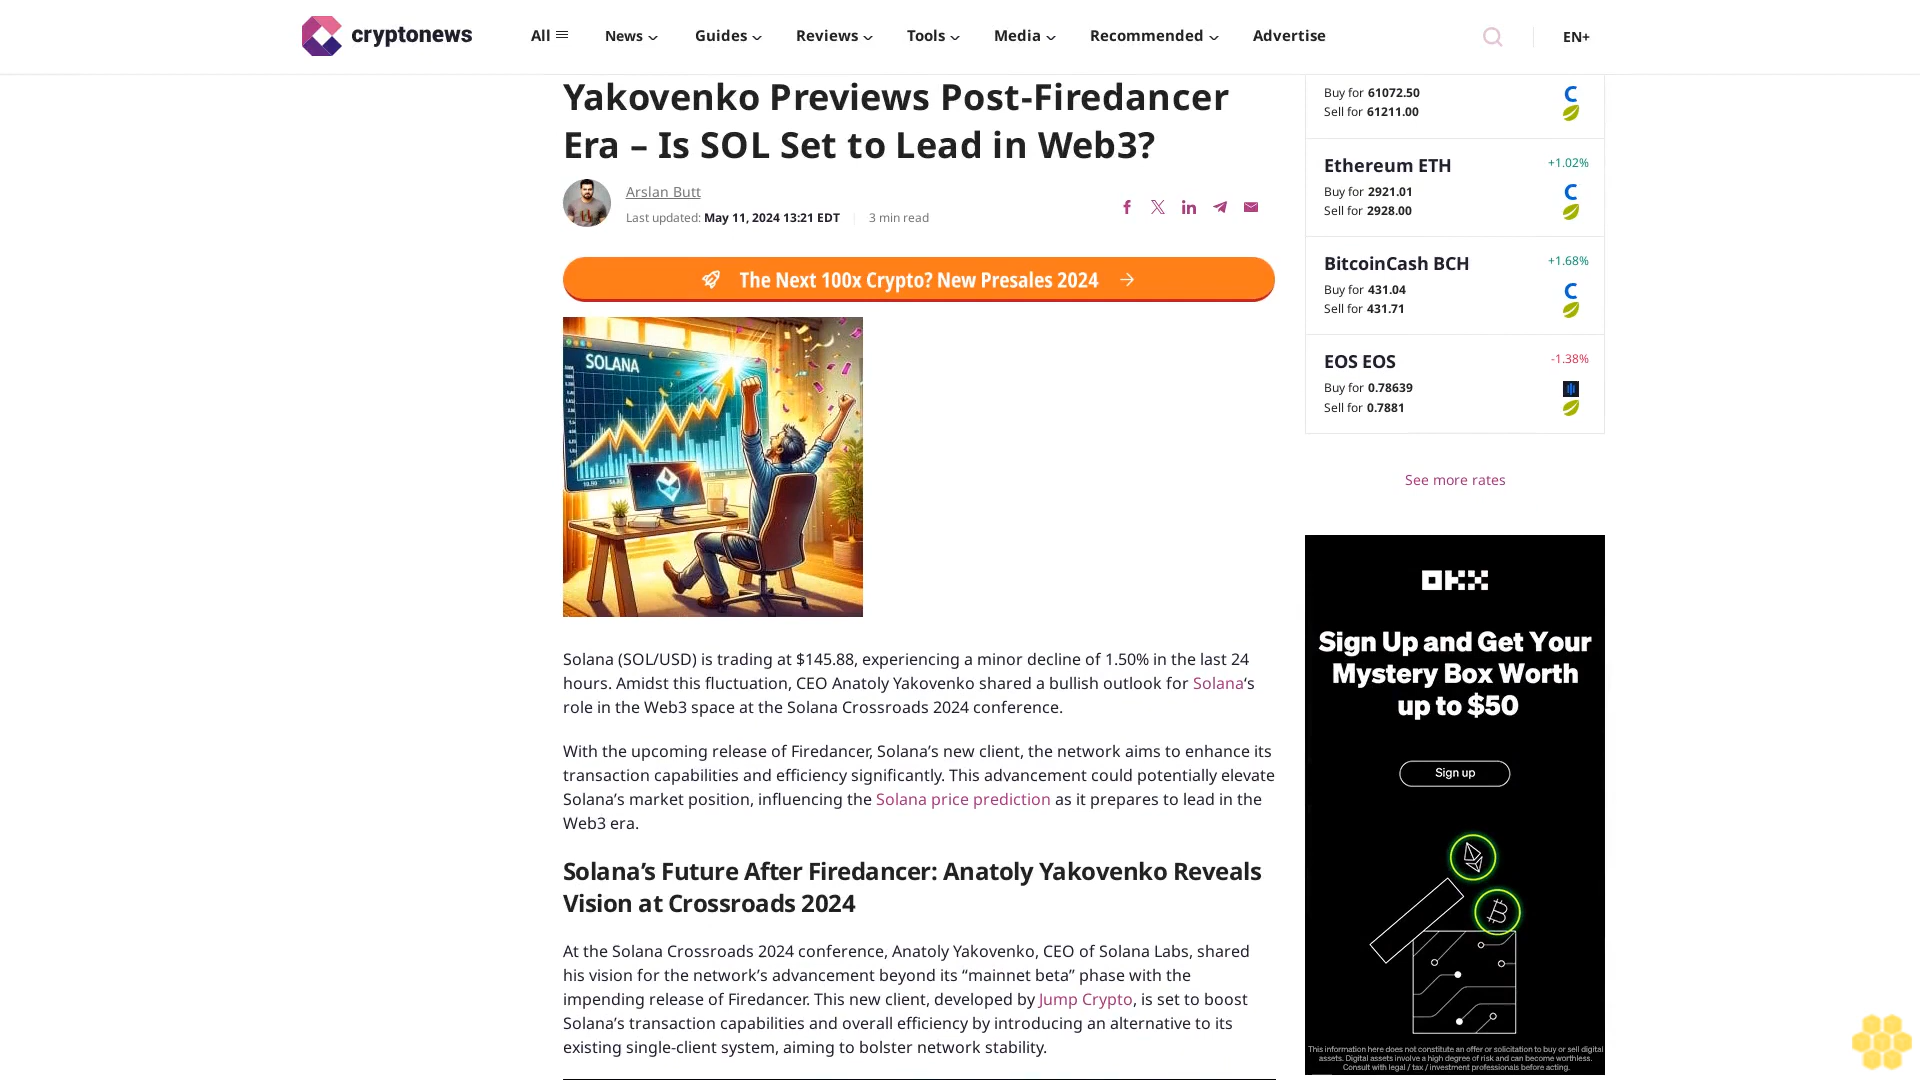 cryptonews
All
News
Guides
Reviews
Tools
Media
Recommended
Advertise
EN+
Yakovenko Previews Post-Firedancer
Era – Is SOL Set to Lead in Web3?
Arslan Butt
Last updated: May 11, 2024 13:21 EDT
3 min read
The Next 100x Crypto? New Presales 2024
SOLANA
Solana (SOL/USD) is trading at $145.88, experiencing a minor decline of 1.50% in the last 24
hours. Amidst this fluctuation, CEO Anatoly Yakovenko shared a bullish outlook for Solana‘s
role in the Web3 space at the Solana Crossroads 2024 conference.
With the upcoming release of Firedancer, Solana’s new client, the network aims to enhance its
transaction capabilities and efficiency significantly. This advancement could potentially elevate
Solana’s market position, influencing the Solana price prediction as it prepares to lead in the
Web3 era.
Solana’s Future After Firedancer: Anatoly Yakovenko Reveals
Vision at Crossroads 2024
At the Solana Crossroads 2024 conference, Anatoly Yakovenko, CEO of Solana Labs, shared
his vision for the network’s advancement beyond its “mainnet beta” phase with the
impending release of Firedancer. This new client, developed by Jump Crypto, is set to boost
Solana’s transaction capabilities and overall efficiency by introducing an alternative to its
existing single-client system, aiming to bolster network stability.
Buy for 61072.50
Sell for 61211.00
Ethereum ETH
+1.02%
Buy for 2921.01
Sell for 2928.00
BitcoinCash BCH
+1.68%
Buy for 431.04
Sell for 431.71
EOS EOS
-1.38%
Buy for 0.78639
Sell for 0.7881
See more rates
OKX
Sign Up and Get Your
Mystery Box Worth
up to $50
Sign up
This information here does not constitute an offer or solicitation to buy or sell digital
assets. Digital assets involve a high degree of risk and can become worthless.
Consult with legal / tax / investment professionals before acting.